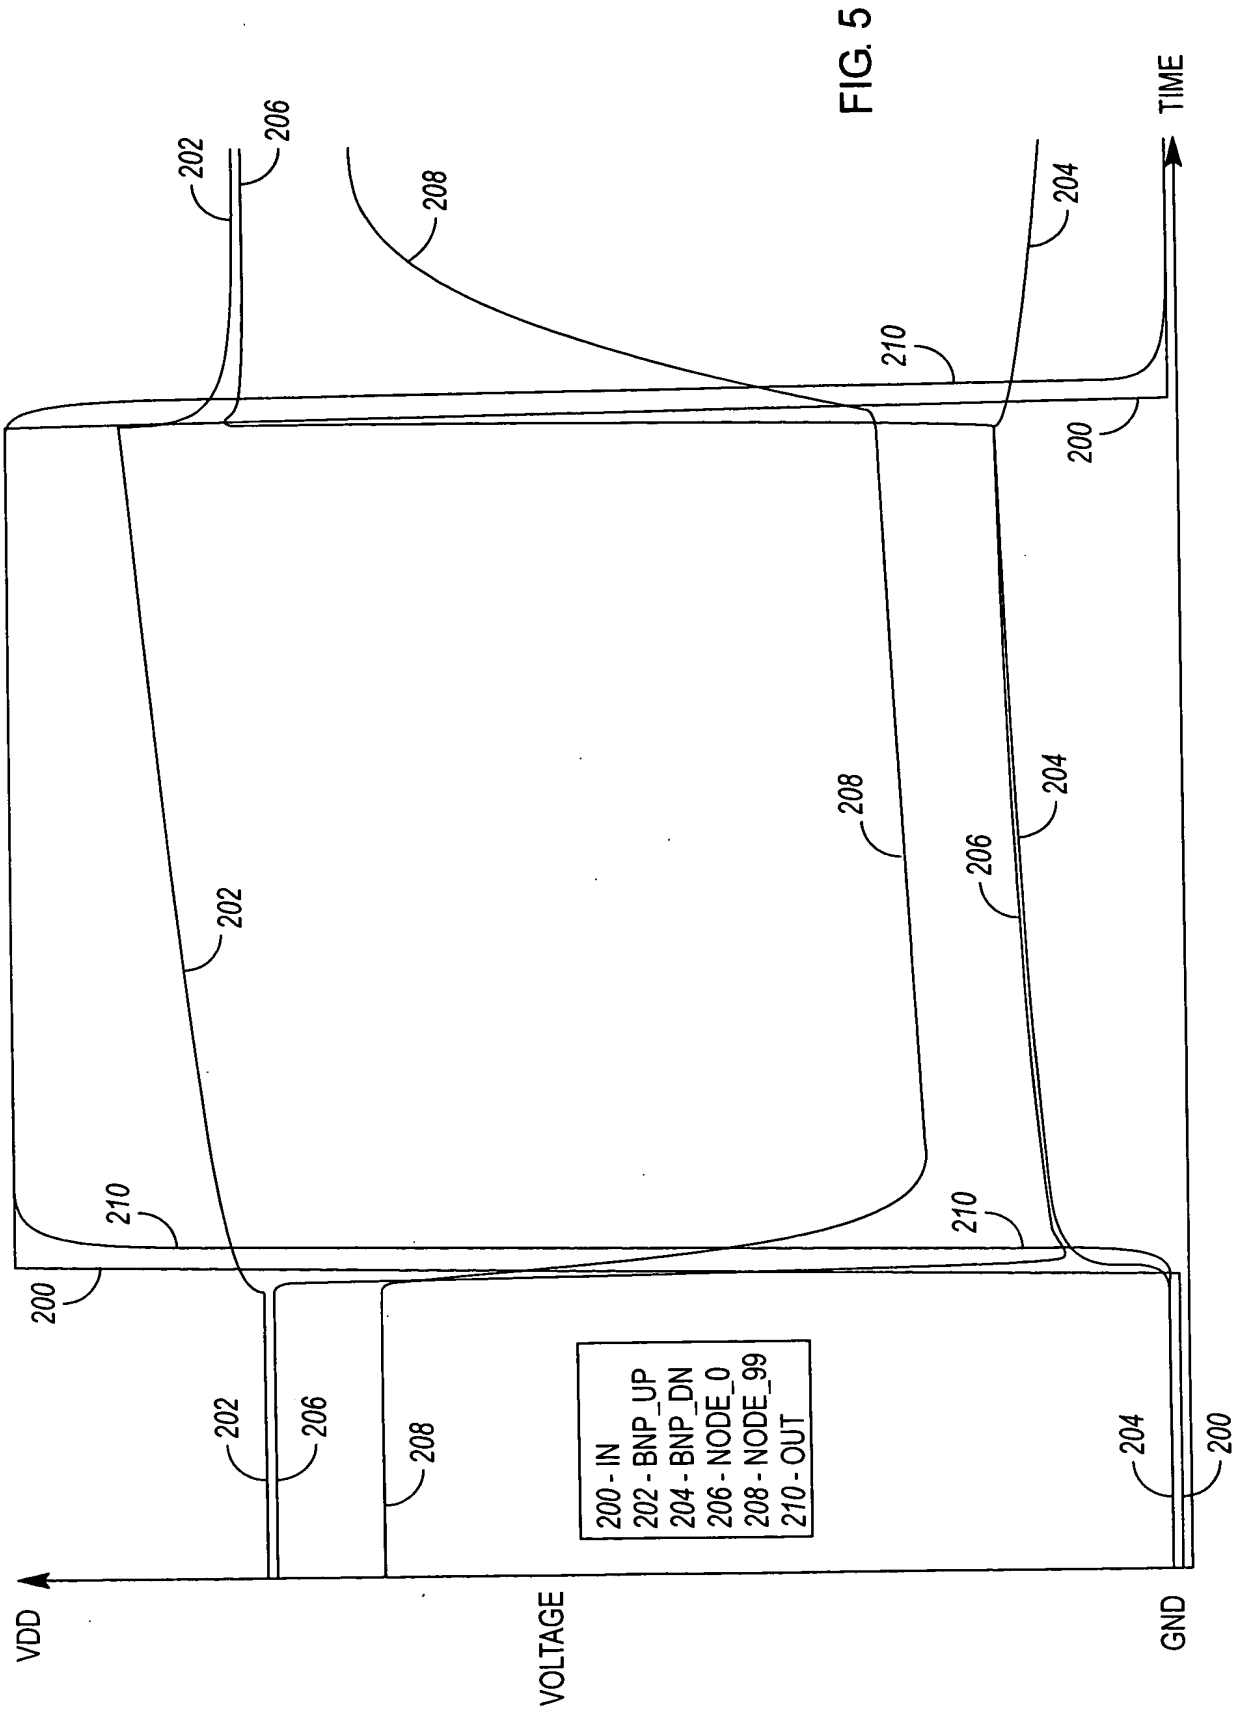 VDD
VOLTAGE
GND
200
210
202
202
206
208
202
206
208
204
200
210
208
206
204
210
200
204
200 - IN
202 - BNP_UP
204 - BNP_DN
206 - NODE_0
208 - NODE_99
210 - OUT
TIME
FIG. 5